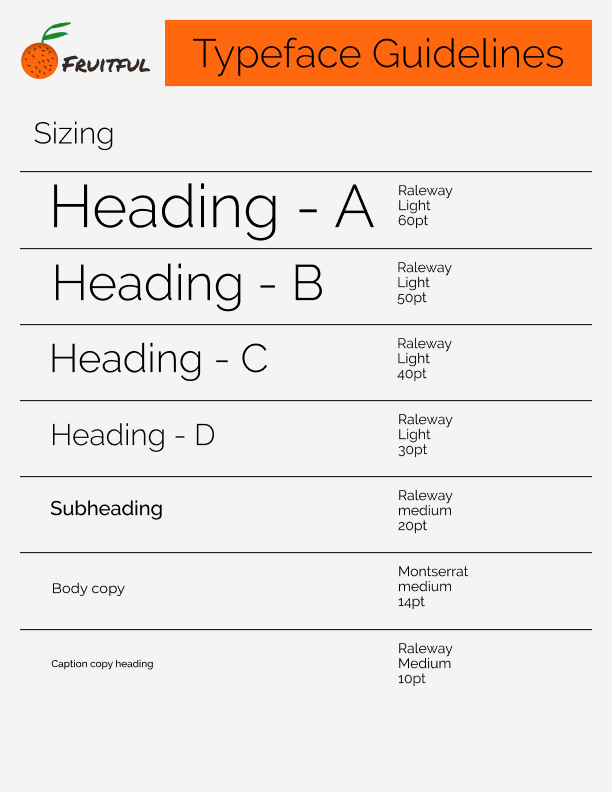 Fruitful
Typeface Guidelines
Sizing
Heading - A
Raleway
Light
60pt
Heading - B
Raleway
Light
50pt
Heading - C
Raleway
Light
40pt
Heading - D
Raleway
Light
30pt
Subheading
Raleway
medium
20pt
Body copy
Montserrat
medium
14pt
Caption copy heading
Raleway
Medium
10pt